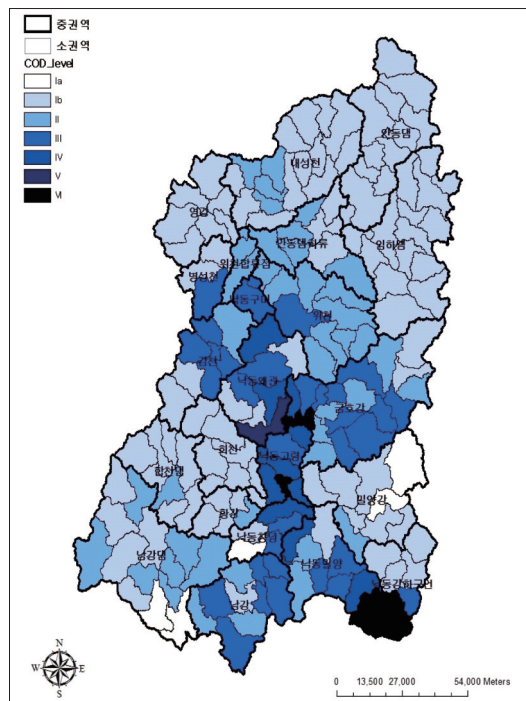 중권역
소권역
COD_level
Ia
Ib
II
III
IV
V
VI
안동댐
내성천
영강
임하댐
안동댐하류
병성천
낙동구미
위천
감천
낙동왜관
금호강
낙동고령
회천
합천댐
밀양강
황강
낙동창녕
남강댐
낙동밀양
남강
낙동강하구언
N
W
E
S
0
13,500
27,000
54,000 Meters